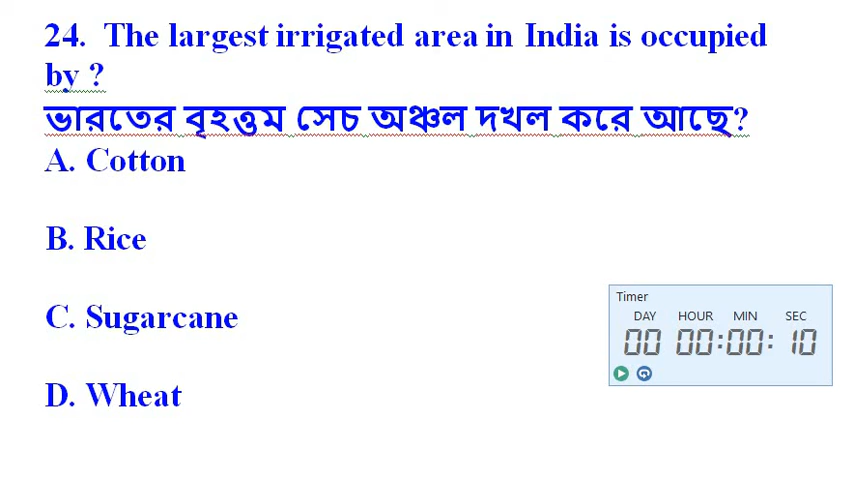 24. The largest irrigated area in India is occupied
by ?
ভারতের বৃহত্তম সেচ অঞ্চল দখল করে আছে?
A. Cotton
B. Rice
C. Sugarcane
D. Wheat
Timer
DAY HOUR MIN SEC
00 00:00: 10